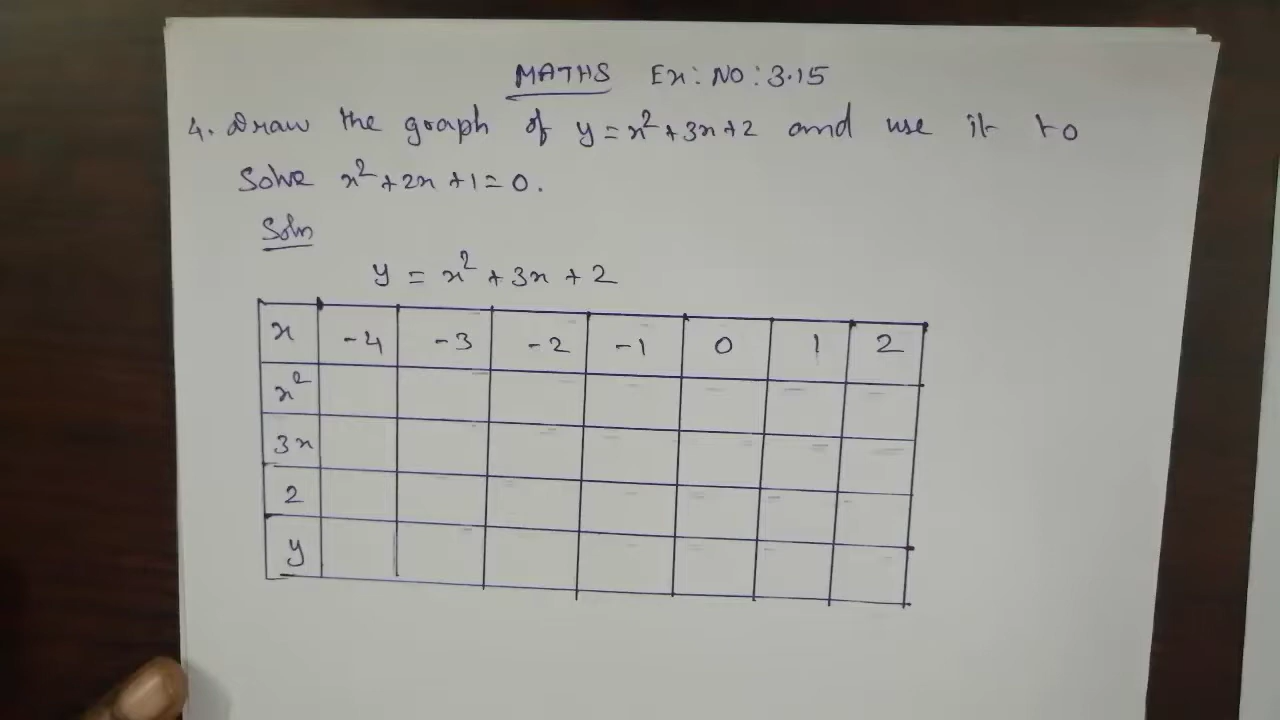 MATHS Ex: NO: 3.15
4. Draw the graph of y = x² + 3x + 2 and use it to
Solve x² + 2x + 1 = 0.
Soln
y = x² + 3x + 2
x -4 -3 -2 -1 0 1 2
x²
3x
2
y